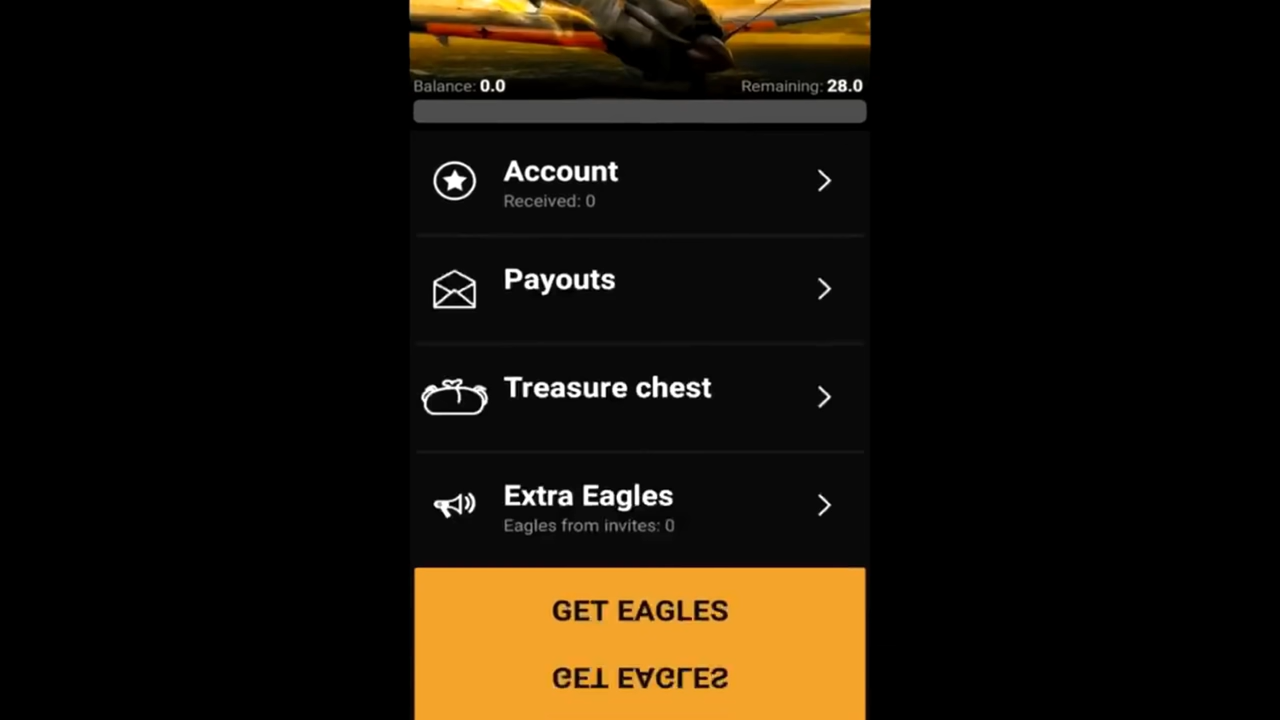 Balance: 0.0
Remaining: 28.0
Account
Received: 0
Payouts
Treasure chest
Extra Eagles
Eagles from invites: 0
GET EAGLES
GET EAGLES